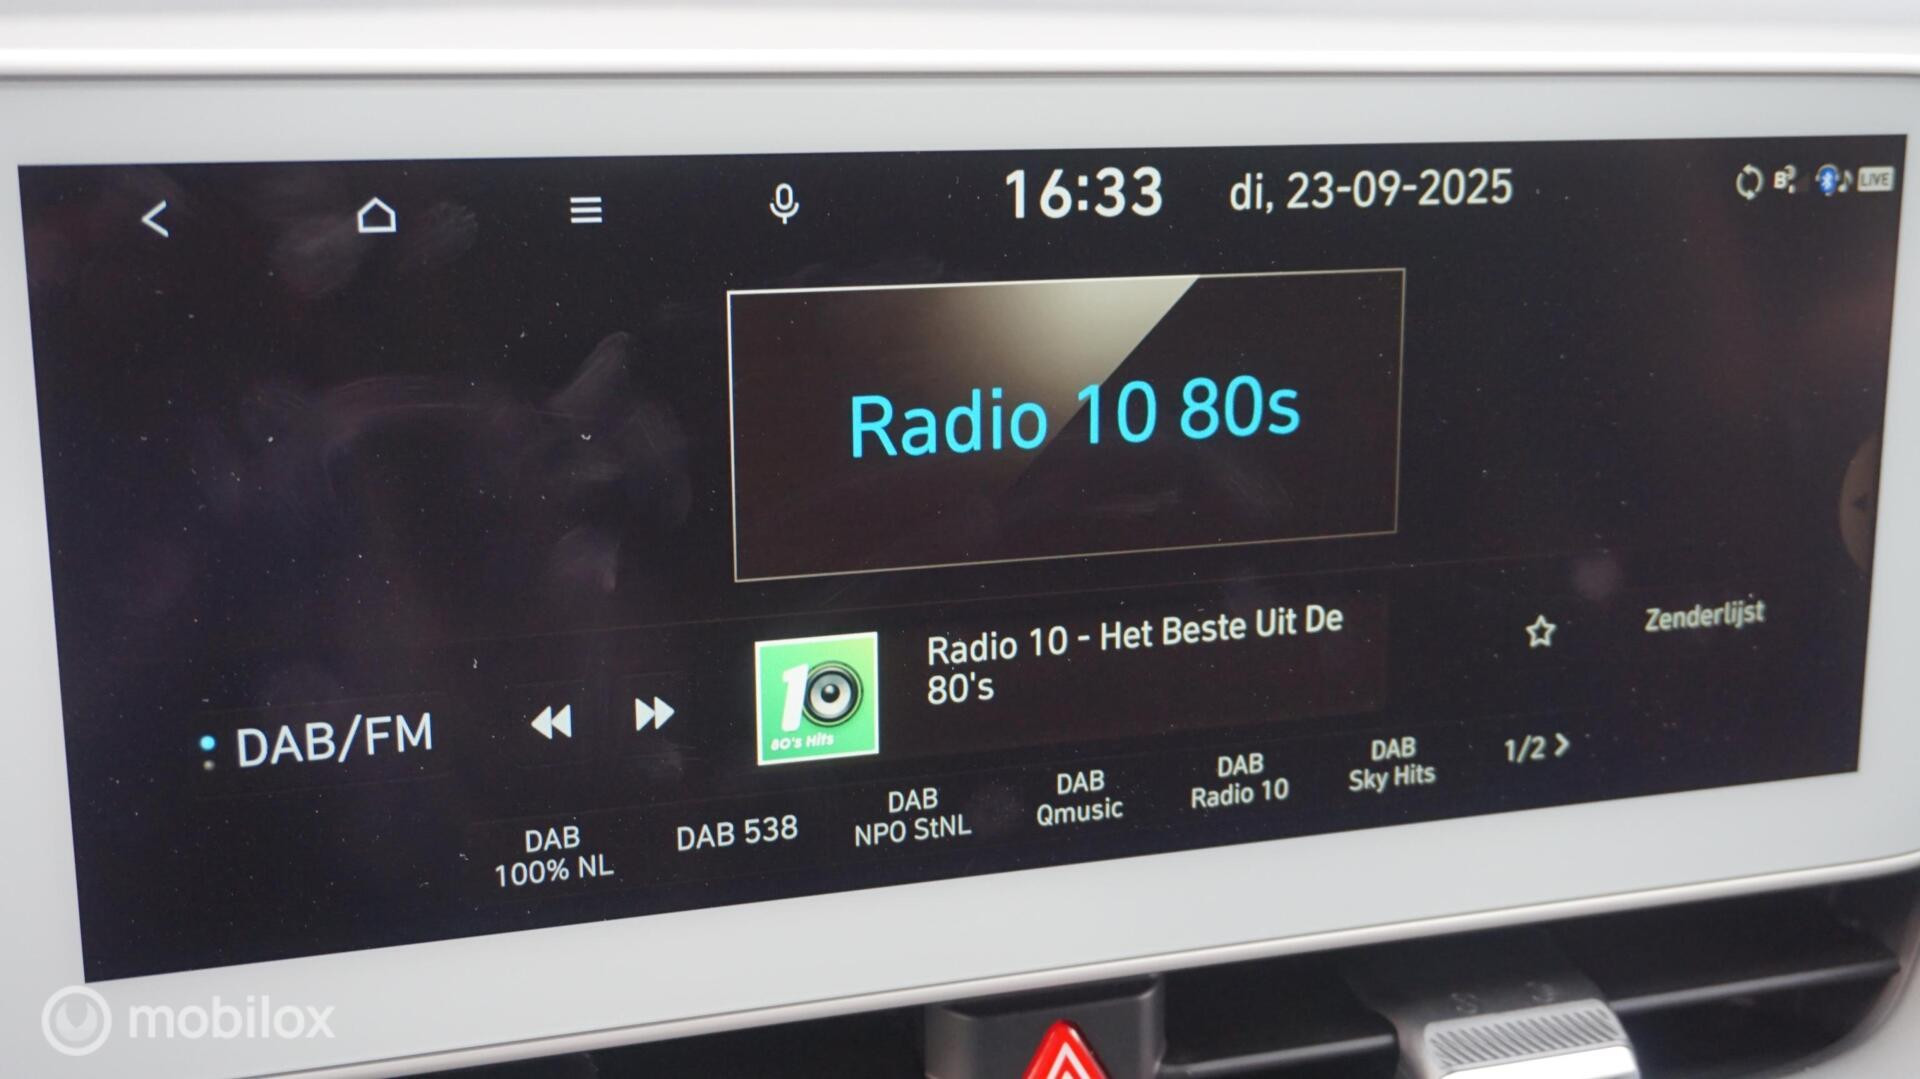 16:33 di, 23-09-2025
LIVE
Radio 10 80s
Radio 10 - Het Beste Uit De
80's
Zenderlijst
10
80's Hits
DAB/FM
DAB
100% NL
DAB 538
DAB
NPO StNL
DAB
Qmusic
DAB
Radio 10
DAB
Sky Hits
1/2
mobilox